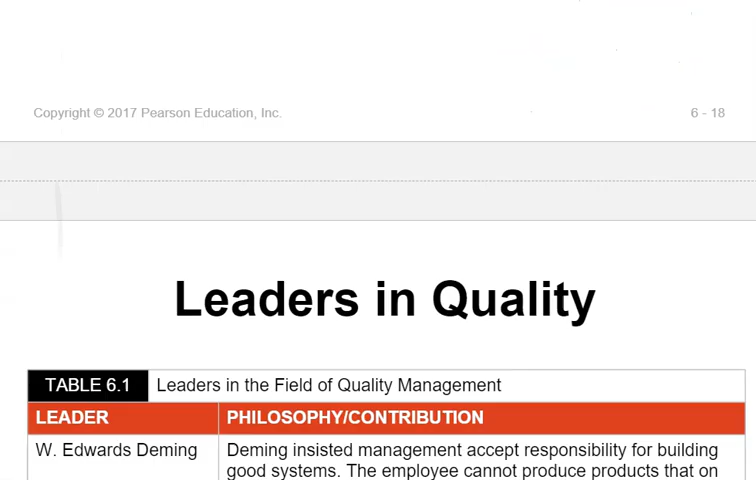 Copyright © 2017 Pearson Education, Inc. 6 - 18
Leaders in Quality
TABLE 6.1 Leaders in the Field of Quality Management
LEADER PHILOSOPHY/CONTRIBUTION
W. Edwards Deming Deming insisted management accept responsibility for building
good systems. The employee cannot produce products that on